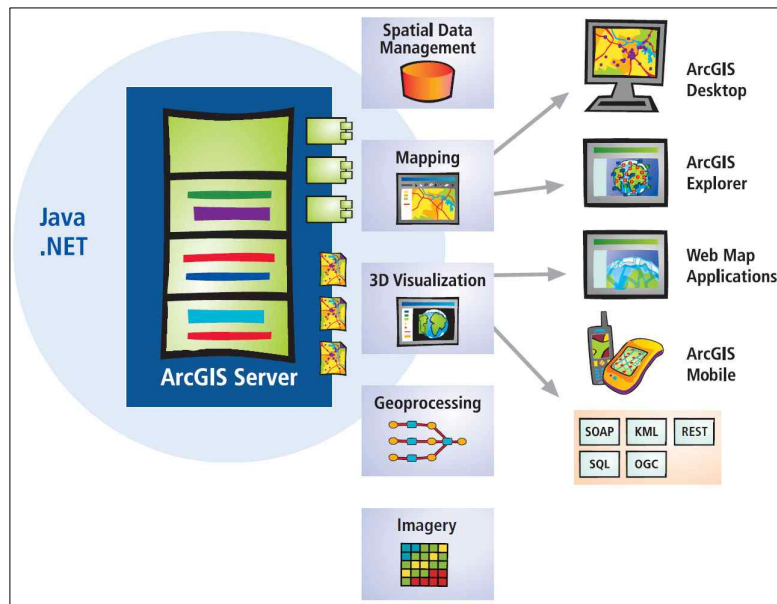 Java
.NET
ArcGIS Server
Spatial Data
Management
Mapping
3D Visualization
Geoprocessing
Imagery
ArcGIS
Desktop
ArcGIS
Explorer
Web Map
Applications
ArcGIS
Mobile
SOAP KML REST
SQL OGC